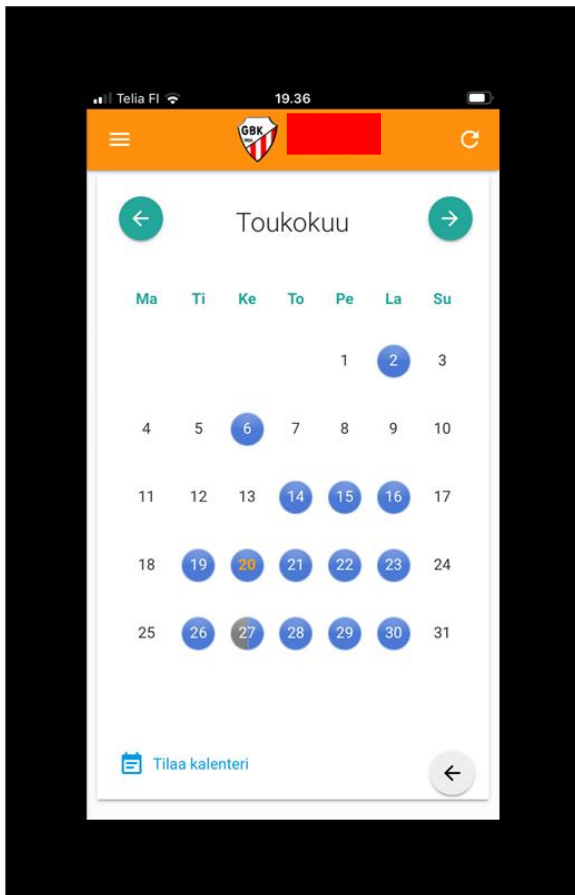 Telia FI 19.36
GBK
Toukokuu
Ma Ti Ke To Pe La Su
1 2 3
4 5 6 7 8 9 10
11 12 13 14 15 16 17
18 19 20 21 22 23 24
25 26 27 28 29 30 31
Tilaa kalenteri